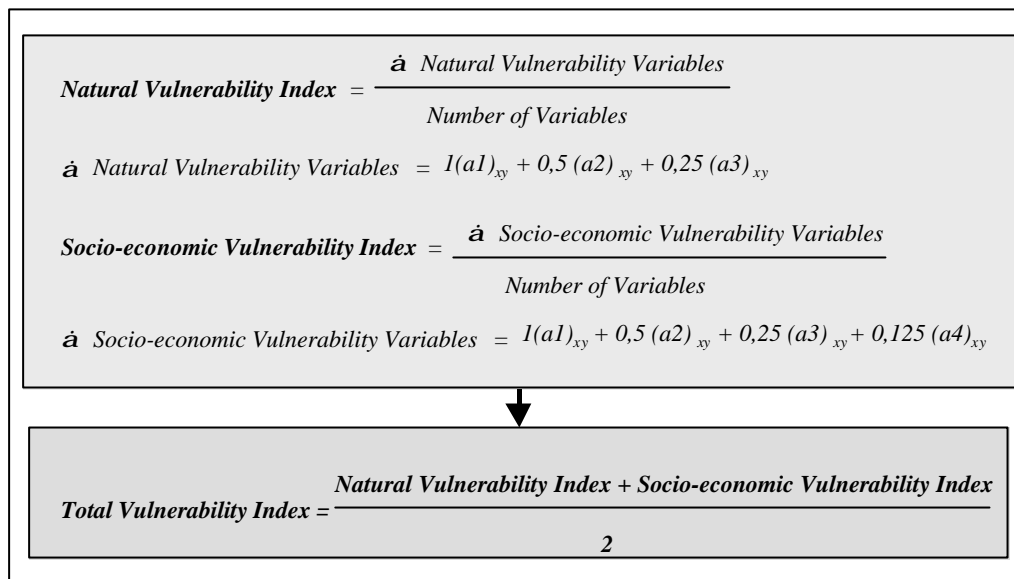 å Natural Vulnerability Variables
Natural Vulnerability Index =
Number of Variables
å Natural Vulnerability Variables = 1(a1)xy + 0,5 (a2) xy + 0,25 (a3) xy
å Socio-economic Vulnerability Variables
Socio-economic Vulnerability Index =
Number of Variables
å Socio-economic Vulnerability Variables = 1(a1)xy + 0,5 (a2) xy + 0,25 (a3) xy + 0,125 (a4)xy
Natural Vulnerability Index + Socio-economic Vulnerability Index
Total Vulnerability Index =
2